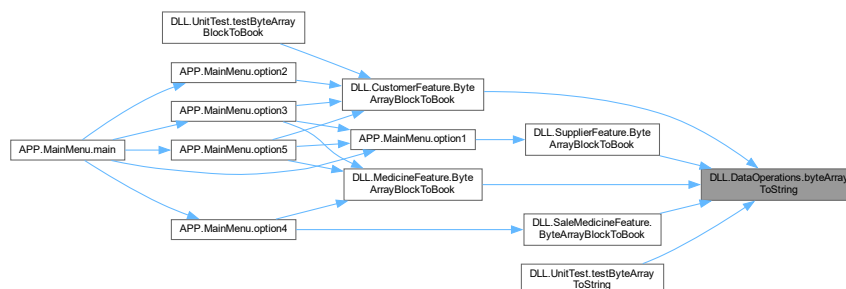 DLL.UnitTest.testByteArray
BlockToBook
APP.MainMenu.option2
DLL.CustomerFeature.Byte
ArrayBlockToBook
APP.MainMenu.option3
APP.MainMenu.option1
DLL.SupplierFeature.Byte
ArrayBlockToBook
APP.MainMenu.main
APP.MainMenu.option5
DLL.MedicineFeature.Byte
ArrayBlockToBook
DLL.DataOperations.byteArray
ToString
APP.MainMenu.option4
DLL.SaleMedicineFeature.
ByteArrayBlockToBook
DLL.UnitTest.testByteArray
ToString